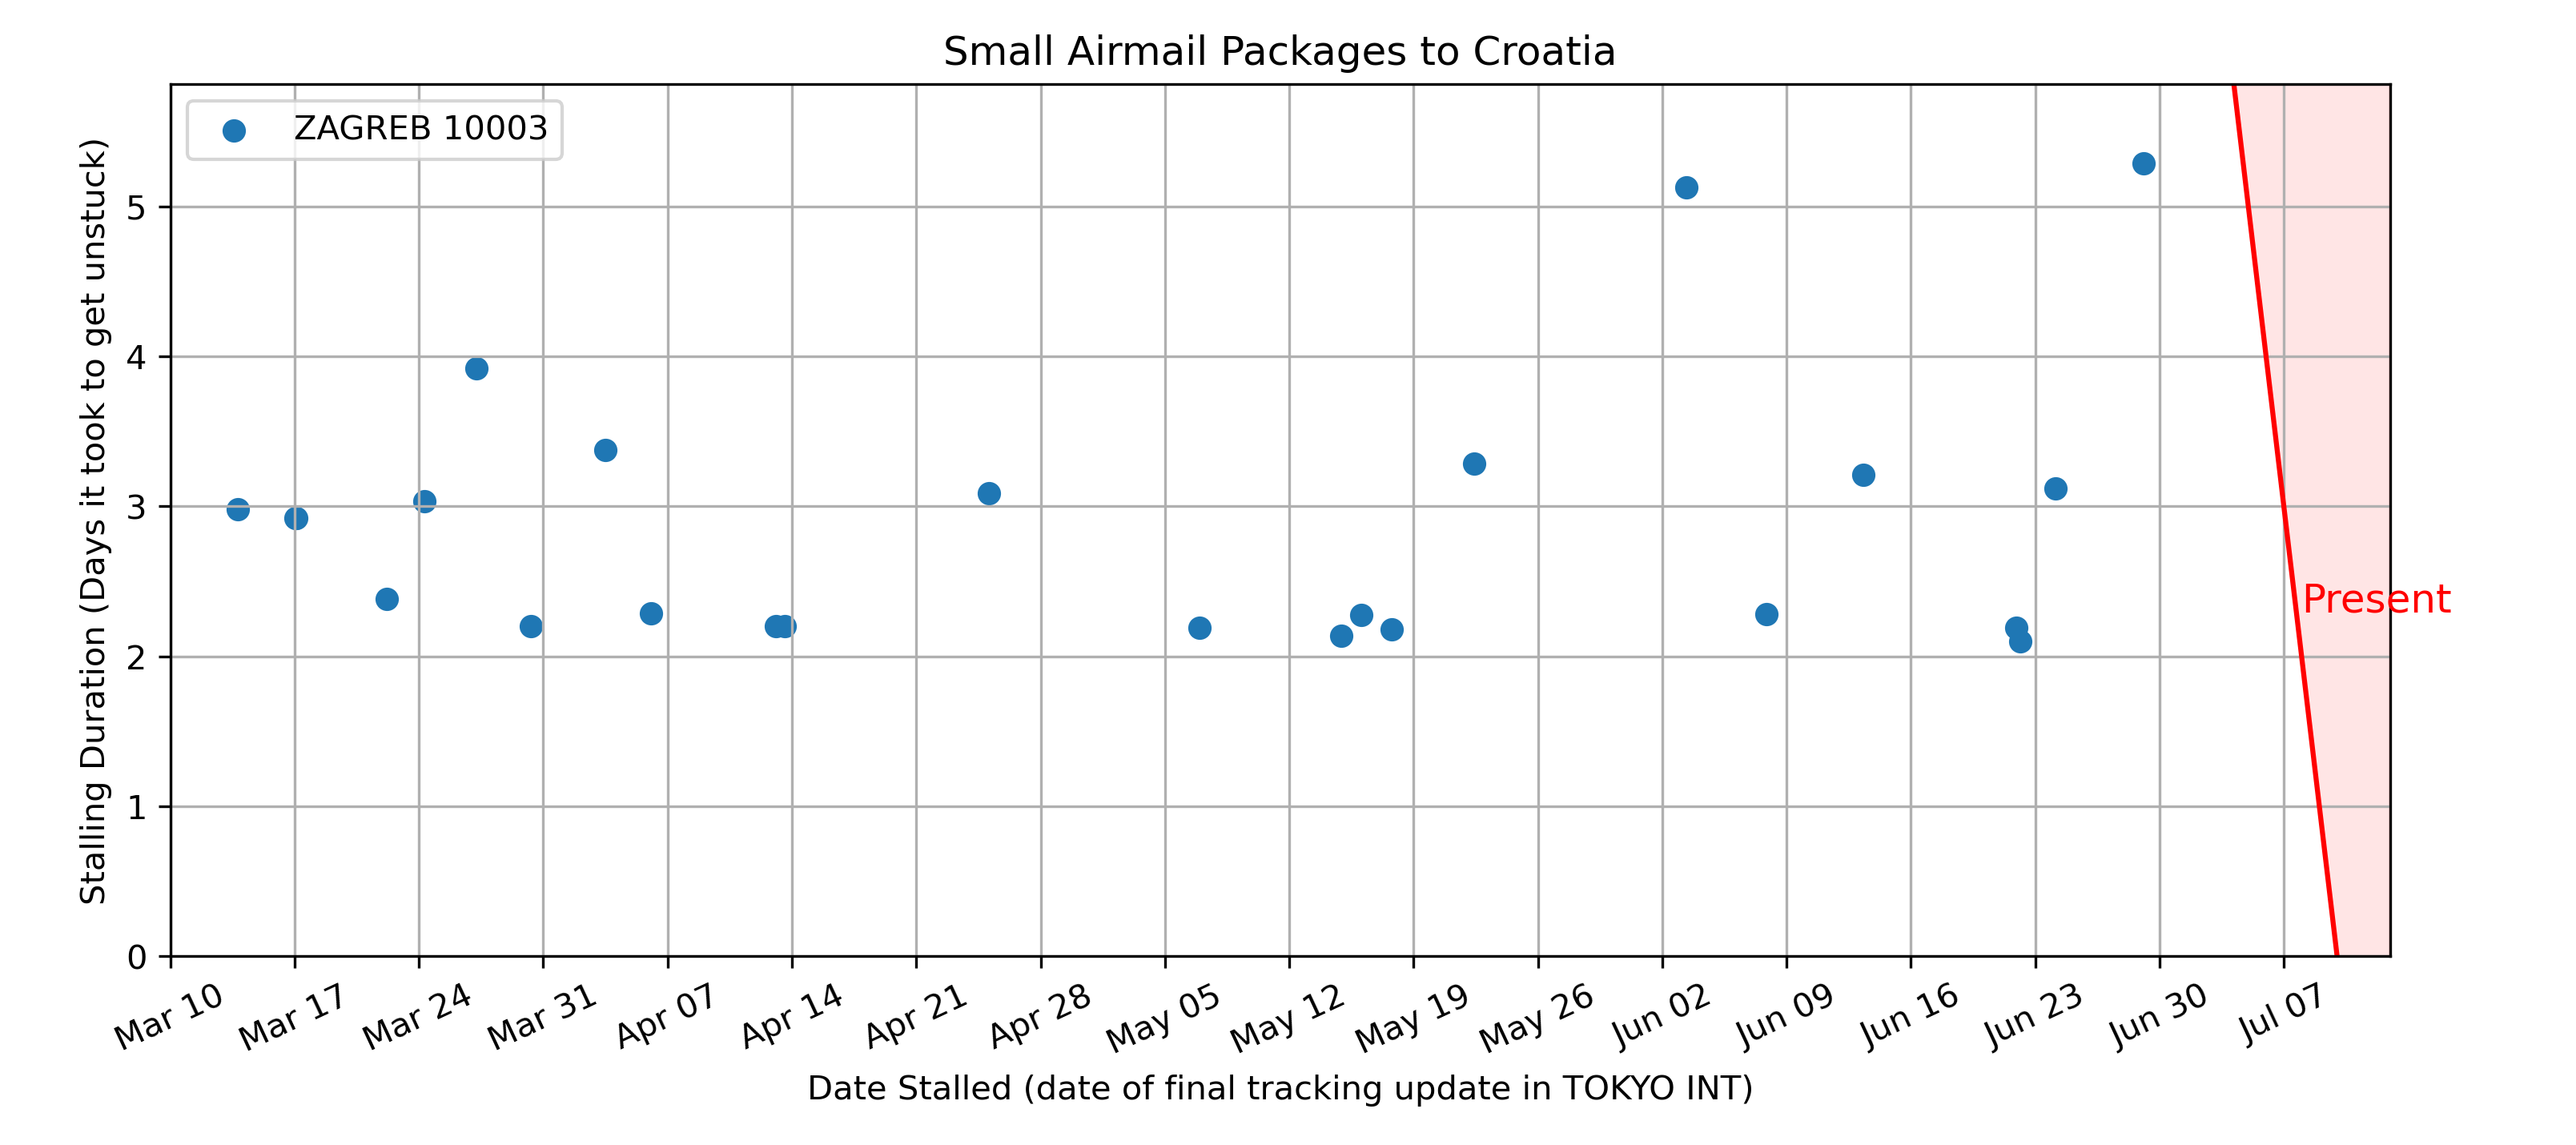 Small Airmail Packages to Croatia
ZAGREB 10003
Stalling Duration (Days it took to get unstuck)
5
4
3
2
1
0
Present
Mar 10
Mar 17
Mar 24
Mar 31
Apr 07
Apr 14
Apr 21
Apr 28
May 05
May 12
May 19
May 26
Jun 02
Jun 09
Jun 16
Jun 23
Jun 30
Jul 07
Date Stalled (date of final tracking update in TOKYO INT)